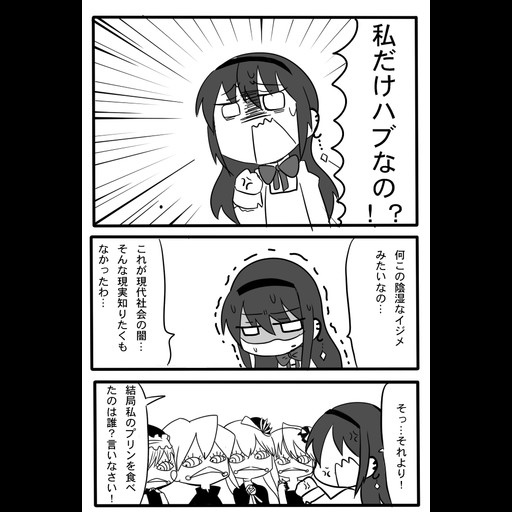 私だけハブなの！？
何この陰湿なイジメ
みたいなの…
これが現代社会の闇…
そんな現実知りたくも
なかったわ…
そっ…それより！
結局私のプリンを食べ
たのは誰？言いなさい！